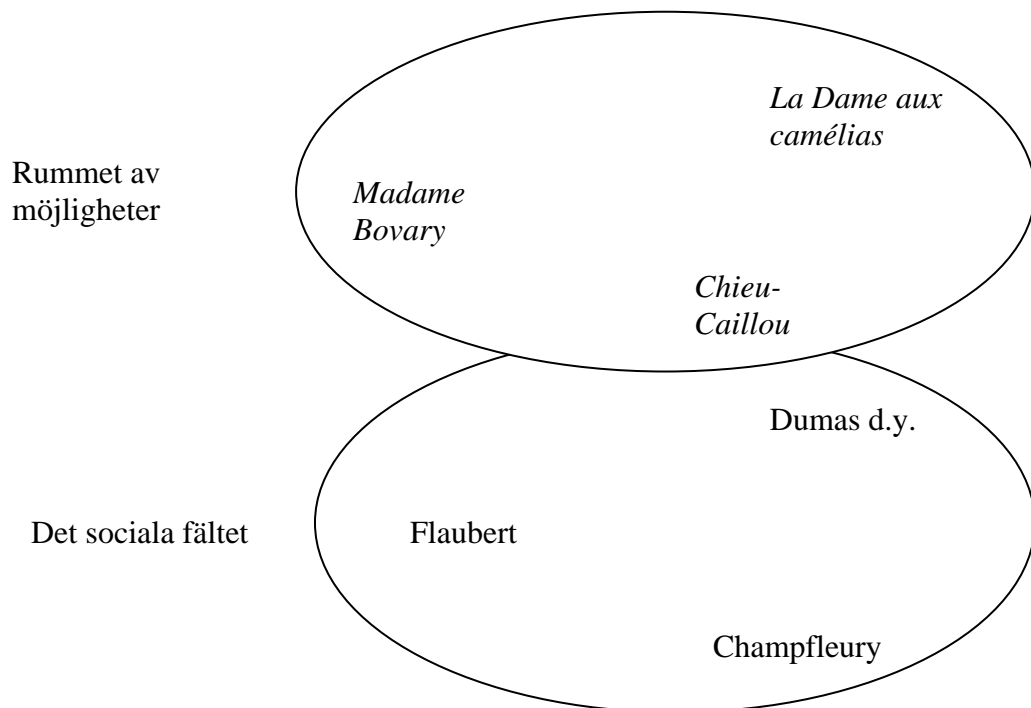 La Dame aux
camélias
Rummet av
möjligheter
Madame
Bovary
Chieu-
Caillou
Dumas d.y.
Det sociala fältet
Flaubert
Champfleury